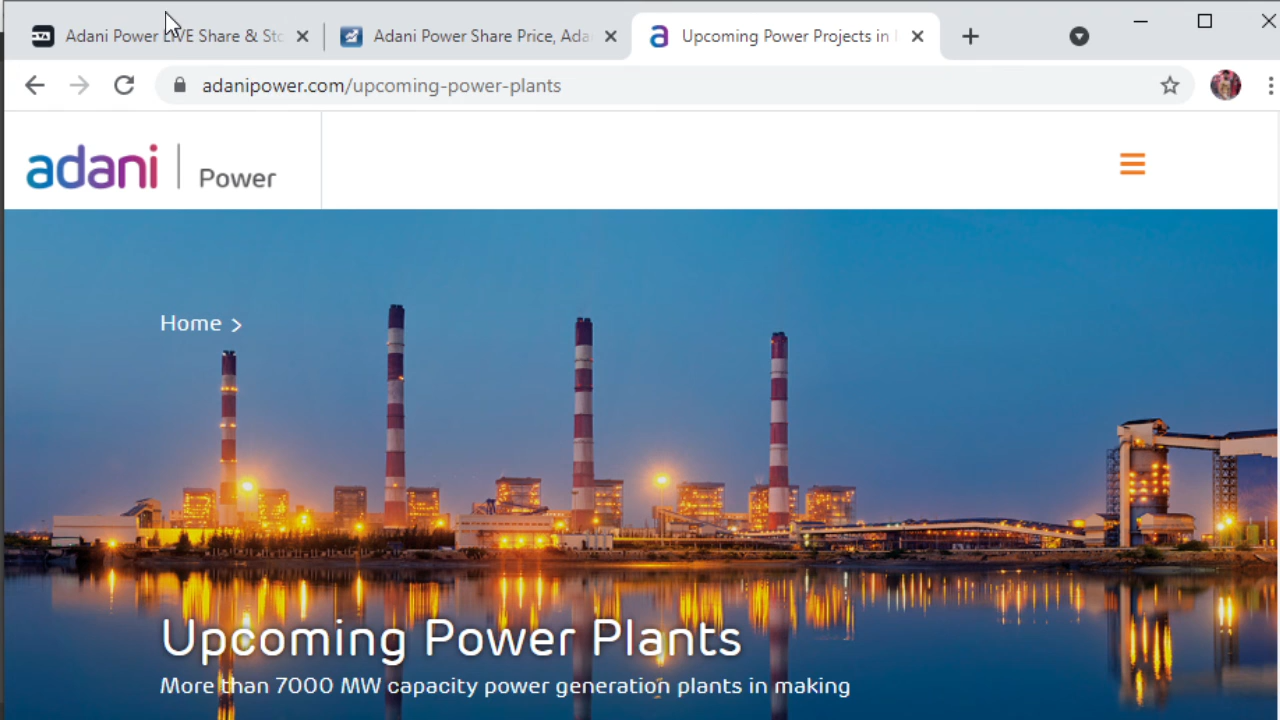 Adani Power LIVE Share & Sto
Adani Power Share Price, Ada
Upcoming Power Projects in
adanipower.com/upcoming-power-plants
adani Power
Home >
Upcoming Power Plants
More than 7000 MW capacity power generation plants in making